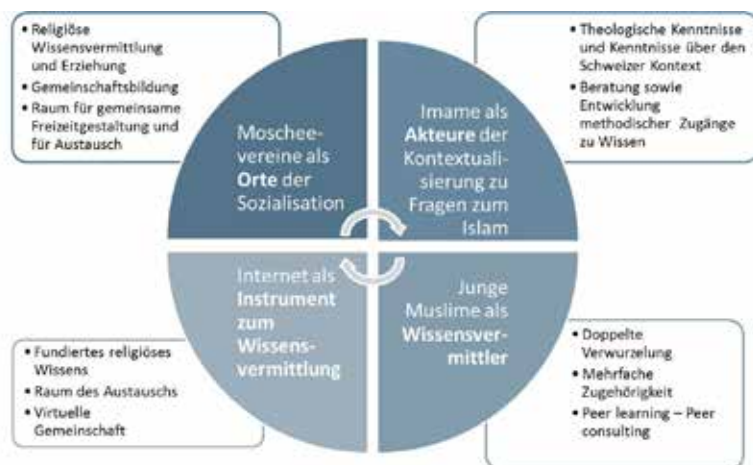 • Religiöse
Wissensvermittlung
und Erziehung
• Gemeinschaftsbildung
• Raum für gemeinsame
Freizeitgestaltung und
für Austausch
Moschee-
vereine als
Orte der
Sozialisation
Imame als
Akteure der
Kontextuali-
sierung zu
Fragen zum
Islam
• Theologische Kenntnisse
und Kenntnisse über den
Schweizer Kontext
• Beratung sowie
Entwicklung
methodischer Zugänge
zu Wissen
Internet als
Instrument
zum
Wissens-
vermittlung
Junge
Muslime als
Wissensver-
mittler
• Fundiertes religiöses
Wissen
• Raum des Austauschs
• Virtuelle
Gemeinschaft
• Doppelte
Verwurzelung
• Mehrfache
Zugehörigkeit
• Peer learning – Peer
consulting